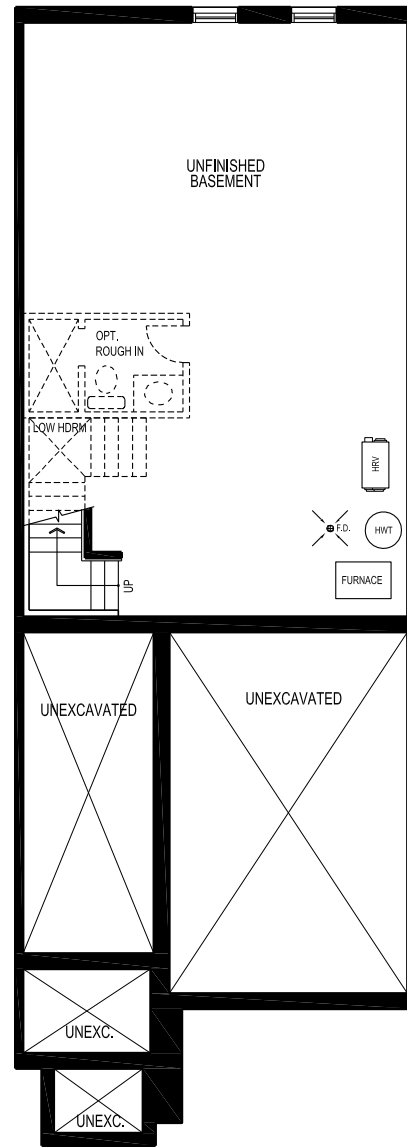 UNFINISHED
BASEMENT
OPT.
ROUGH IN
LOW HDRM
HRV
F.D.
HWT
UP
FURNACE
UNEXCAVATED
UNEXCAVATED
UNEXC.
UNEXC.